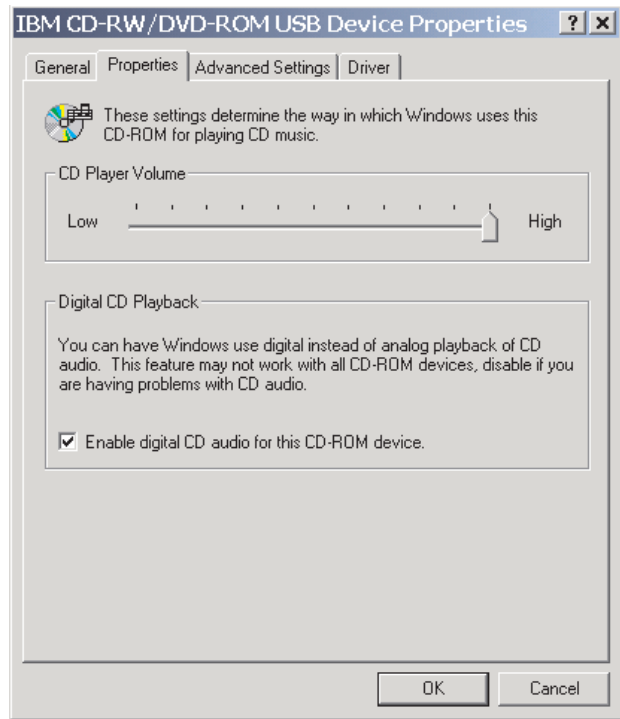 IBM CD-RW/DVD-ROM USB Device Properties
General Properties Advanced Settings Driver
These settings determine the way in which Windows uses this
CD-ROM for playing CD music.
CD Player Volume
Low High
Digital CD Playback
You can have Windows use digital instead of analog playback of CD
audio. This feature may not work with all CD-ROM devices, disable if you
are having problems with CD audio.
Enable digital CD audio for this CD-ROM device.
OK Cancel